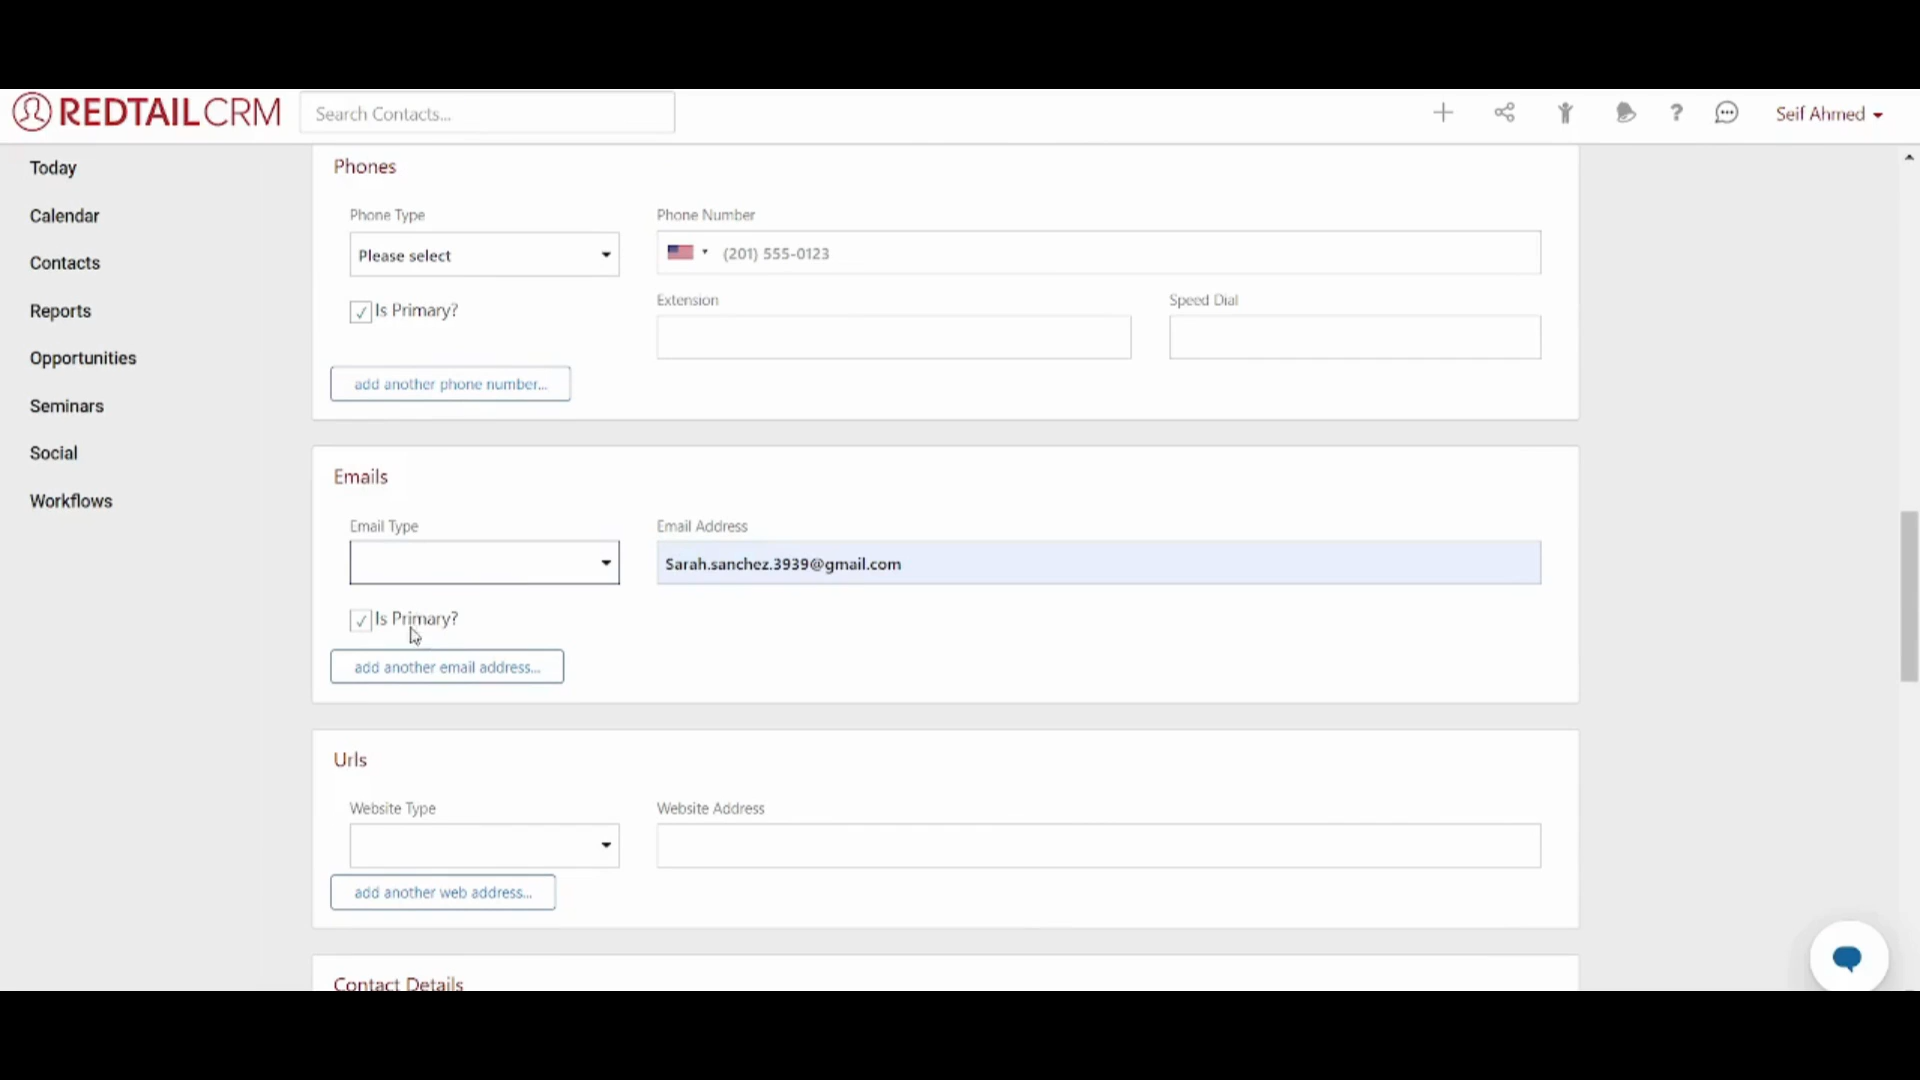 REDTAILCRM
Search Contacts...
?
Seif Ahmed
Today
Calendar
Contacts
Reports
Opportunities
Seminars
Social
Workflows
Phones
Phone Type
Phone Number
Please select
(201) 555-0123
Is Primary?
Extension
Speed Dial
add another phone number...
Emails
Email Type
Email Address
Sarah.sanchez.3939@gmail.com
Is Primary?
add another email address...
Urls
Website Type
Website Address
add another web address...
Contact Details